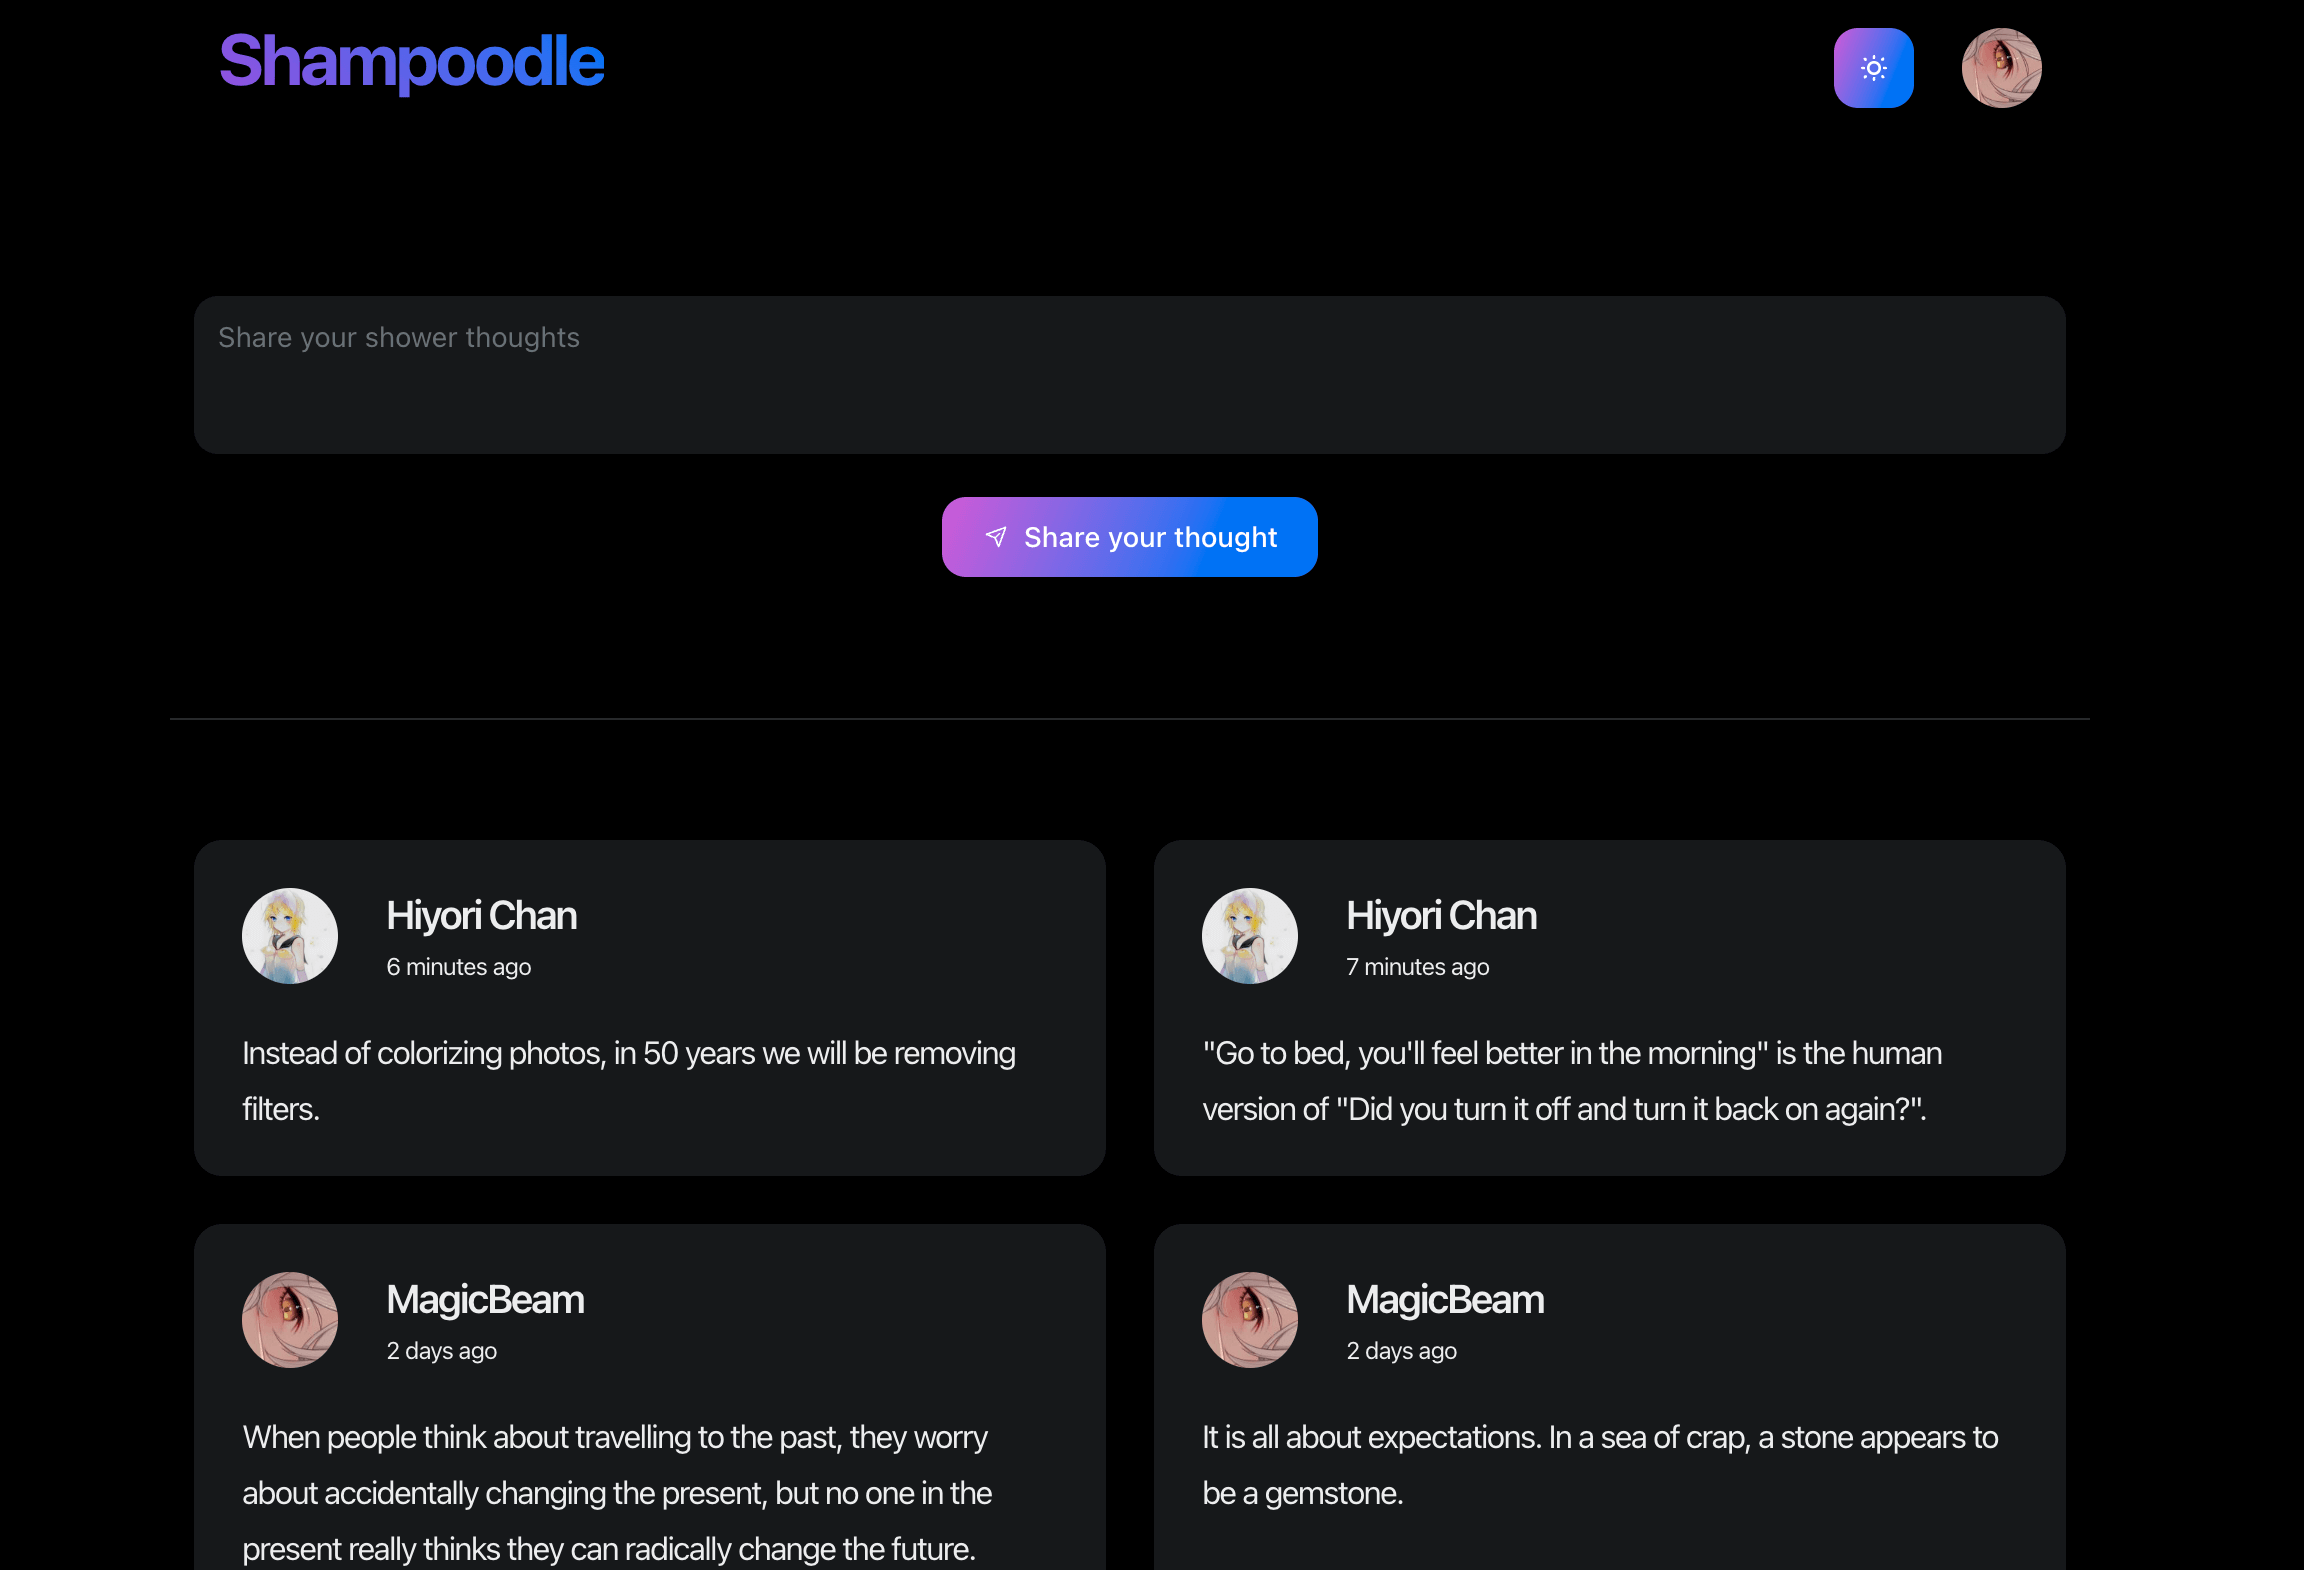 Shampoodle
Share your shower thoughts
Share your thought
Hiyori Chan
6 minutes ago
Instead of colorizing photos, in 50 years we will be removing
filters.
Hiyori Chan
7 minutes ago
"Go to bed, you'll feel better in the morning" is the human
version of "Did you turn it off and turn it back on again?".
MagicBeam
2 days ago
When people think about travelling to the past, they worry
about accidentally changing the present, but no one in the
present really thinks they can radically change the future.
MagicBeam
2 days ago
It is all about expectations. In a sea of crap, a stone appears to
be a gemstone.